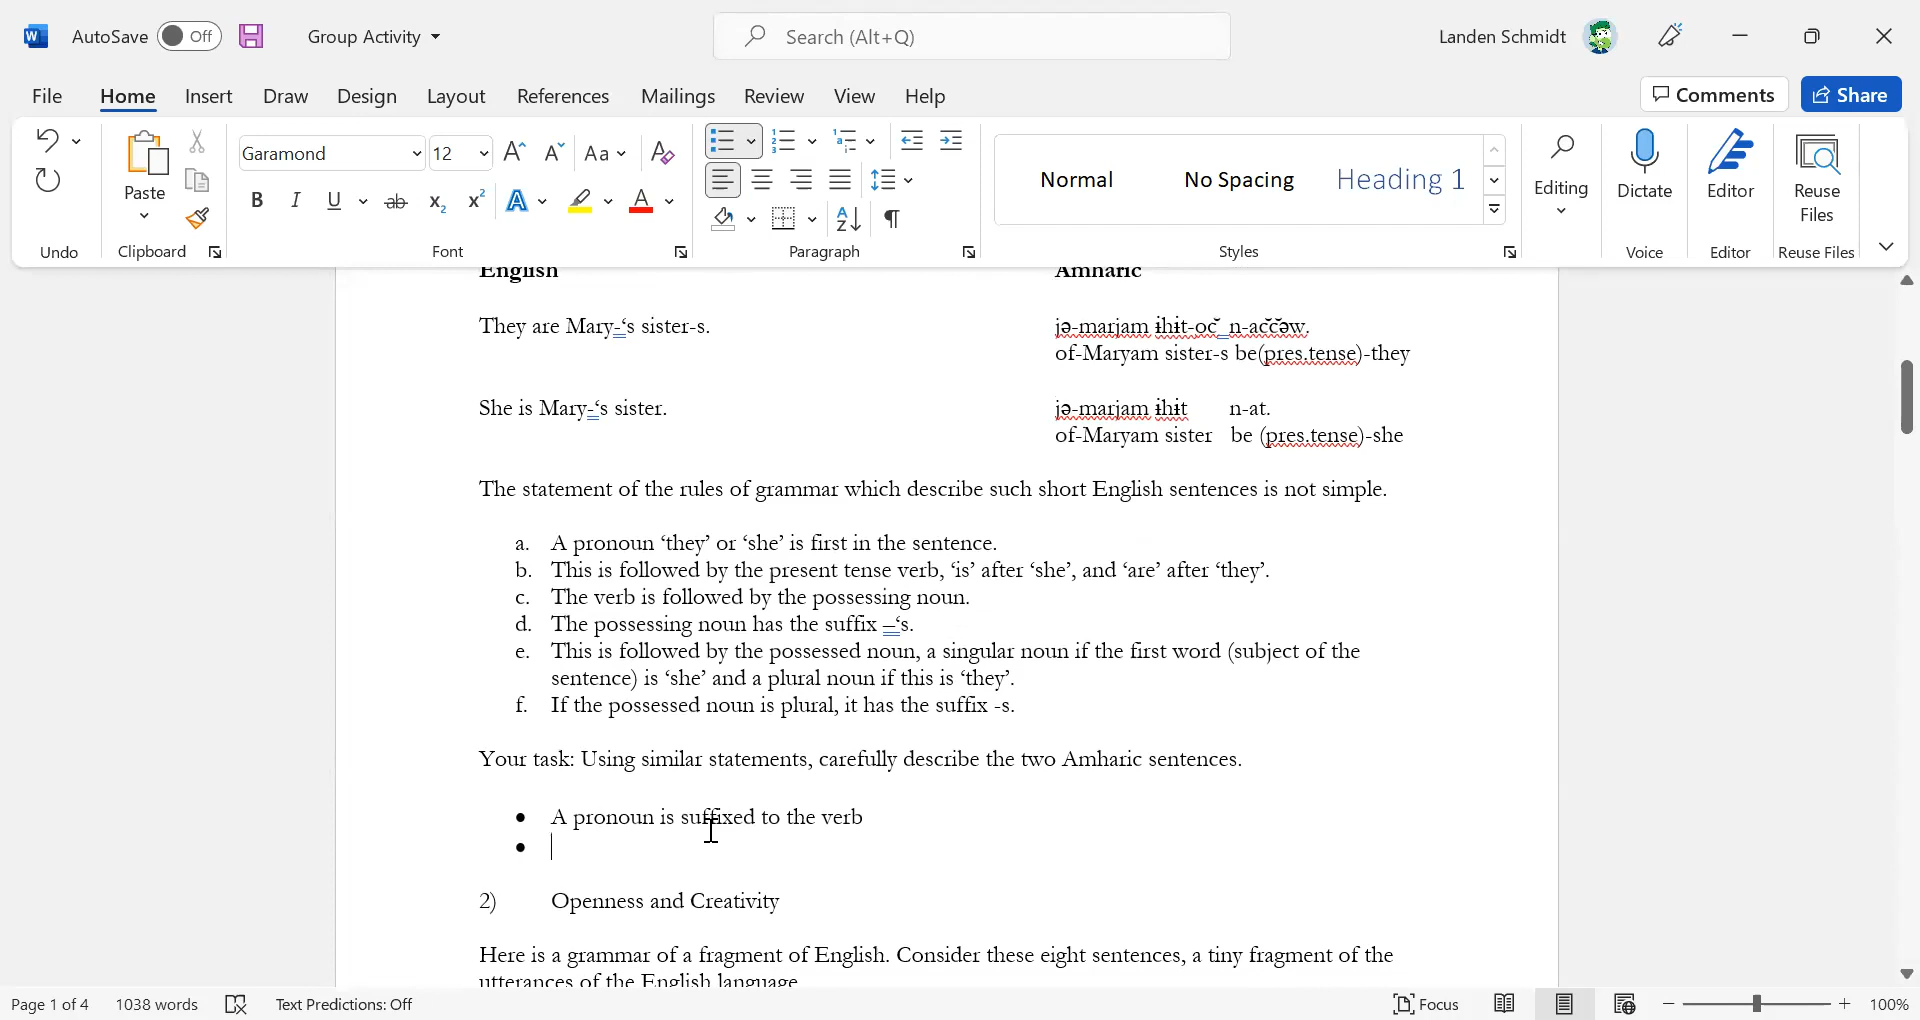 AutoSave Off Group Activity Search (Alt+Q) Landen Schmidt
File Home Insert Draw Design Layout References Mailings Review View Help Comments Share
Garamond 12 Aa
Paste
B I U ab x₂ x² A A
Normal No Spacing Heading 1
Editing Dictate Editor Reuse Files
Undo Clipboard Font Paragraph Styles Voice Editor Reuse Files
English Amharic
They are Mary-‘s sister-s. jə-marjam ɨhɨt-oč n-aččəw.
of-Maryam sister-s be(pres.tense)-they
She is Mary-‘s sister. jə-marjam ɨhɨt n-at.
of-Maryam sister be (pres.tense)-she
The statement of the rules of grammar which describe such short English sentences is not simple.
a. A pronoun ‘they’ or ‘she’ is first in the sentence.
b. This is followed by the present tense verb, ‘is’ after ‘she’, and ‘are’ after ‘they’.
c. The verb is followed by the possessing noun.
d. The possessing noun has the suffix –‘s.
e. This is followed by the possessed noun, a singular noun if the first word (subject of the
sentence) is ‘she’ and a plural noun if this is ‘they’.
f. If the possessed noun is plural, it has the suffix -s.
Your task: Using similar statements, carefully describe the two Amharic sentences.
• A pronoun is suffixed to the verb
•
2) Openness and Creativity
Here is a grammar of a fragment of English. Consider these eight sentences, a tiny fragment of the
utterances of the English language
Page 1 of 4 1038 words Text Predictions: Off Focus 100%